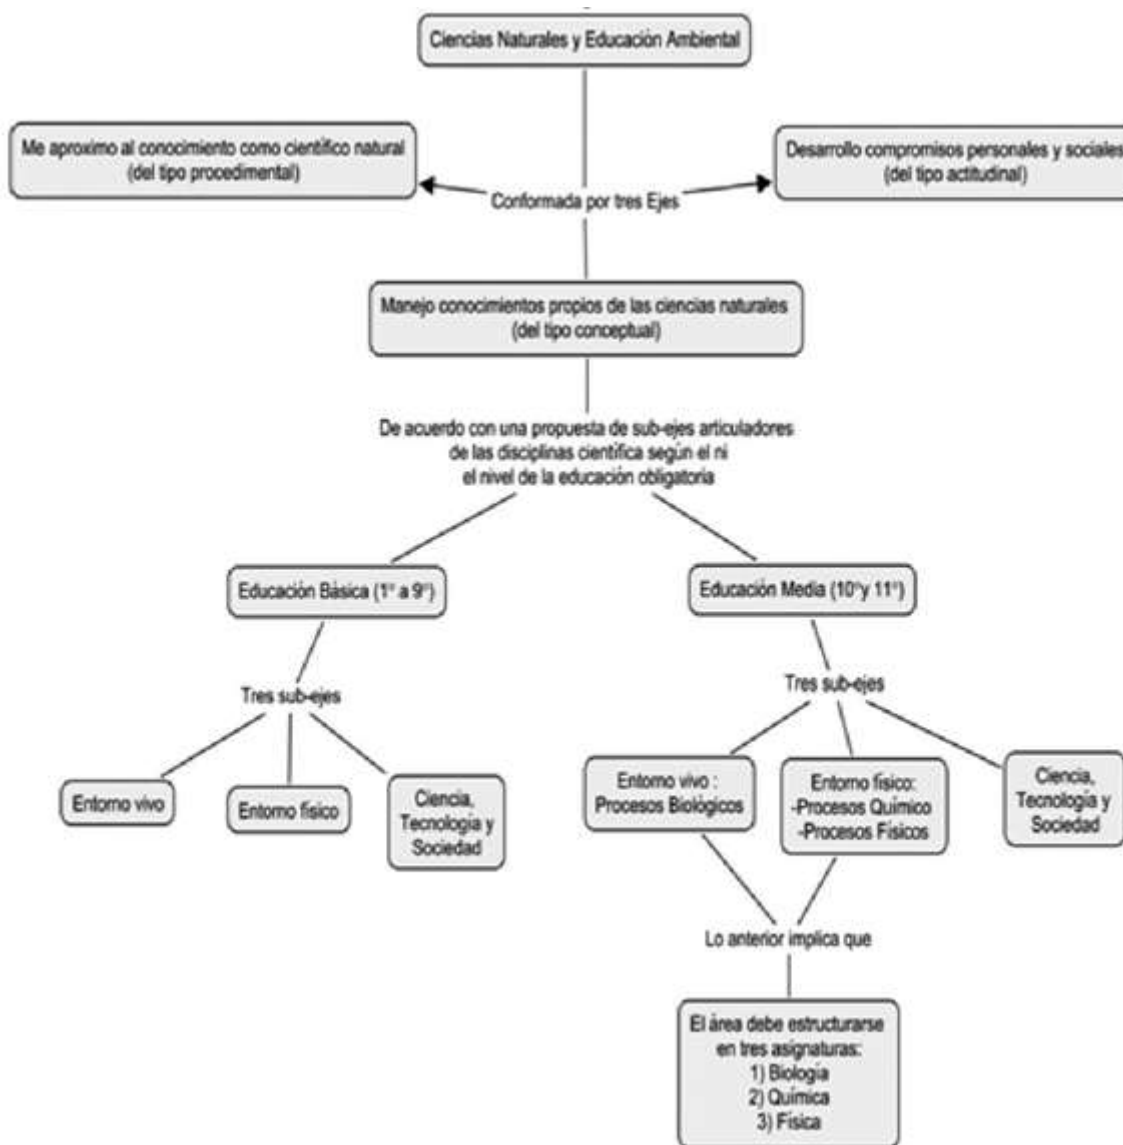 Ciencias Naturales y Educación Ambiental
Me aproximo al conocimiento como científico natural
(del tipo procedimental)
Desarrollo compromisos personales y sociales
(del tipo actitudinal)
Conformada por tres Ejes
Manejo conocimientos propios de las ciencias naturales
(del tipo conceptual)
De acuerdo con una propuesta de sub-ejes articuladores
de las disciplinas científica según el ni
el nivel de la educación obligatoria
Educación Básica (1° a 9°)
Educación Media (10°y 11°)
Tres sub-ejes
Tres sub-ejes
Entorno vivo
Entorno físico
Ciencia,
Tecnología y
Sociedad
Entorno vivo :
Procesos Biológicos
Entorno físico:
-Procesos Químico
-Procesos Físicos
Ciencia,
Tecnología y
Sociedad
Lo anterior implica que
El área debe estructurarse
en tres asignaturas:
1) Biología
2) Química
3) Física